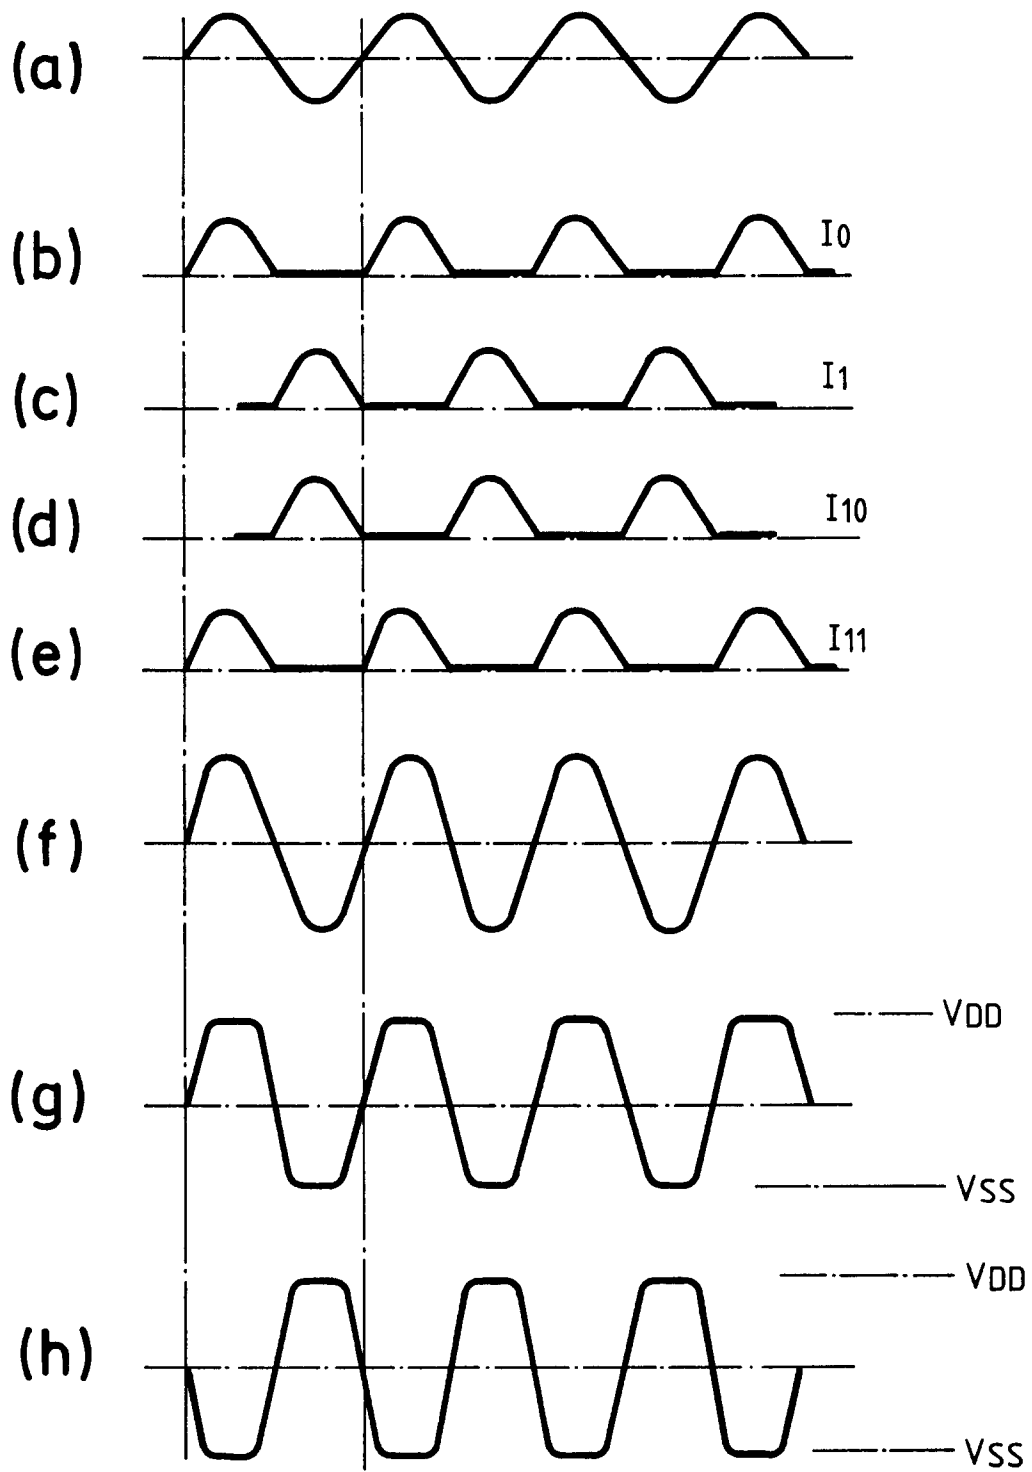 (a)
(b) I0
(c) I1
(d) I10
(e) I11
(f)
VDD
(g)
VSS
VDD
(h)
VSS